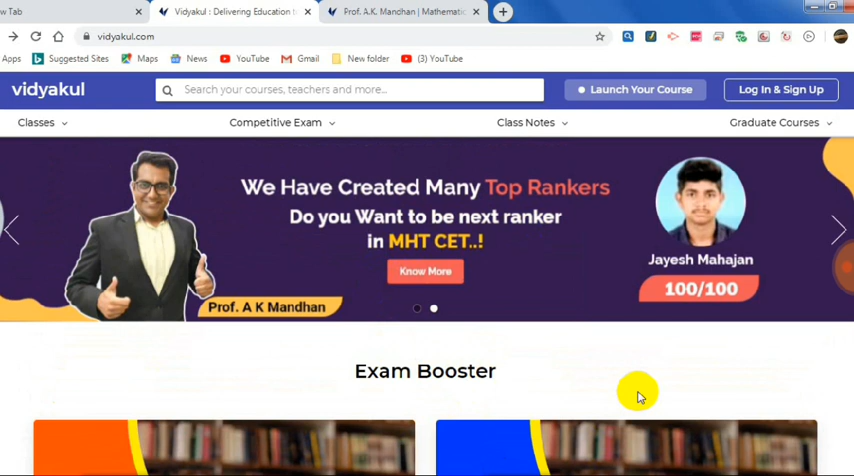 w Tab
Vidyakul : Delivering Education t
Prof. A.K. Mandhan | Mathematic
vidyakul.com
Apps Suggested Sites Maps News YouTube Gmail New folder (3) YouTube
vidyakul
Search your courses, teachers and more...
Launch Your Course
Log In & Sign Up
Classes Competitive Exam Class Notes Graduate Courses
We Have Created Many Top Rankers
Do you Want to be next ranker
in MHT CET..!
Know More
Prof. A K Mandhan
Jayesh Mahajan
100/100
Exam Booster